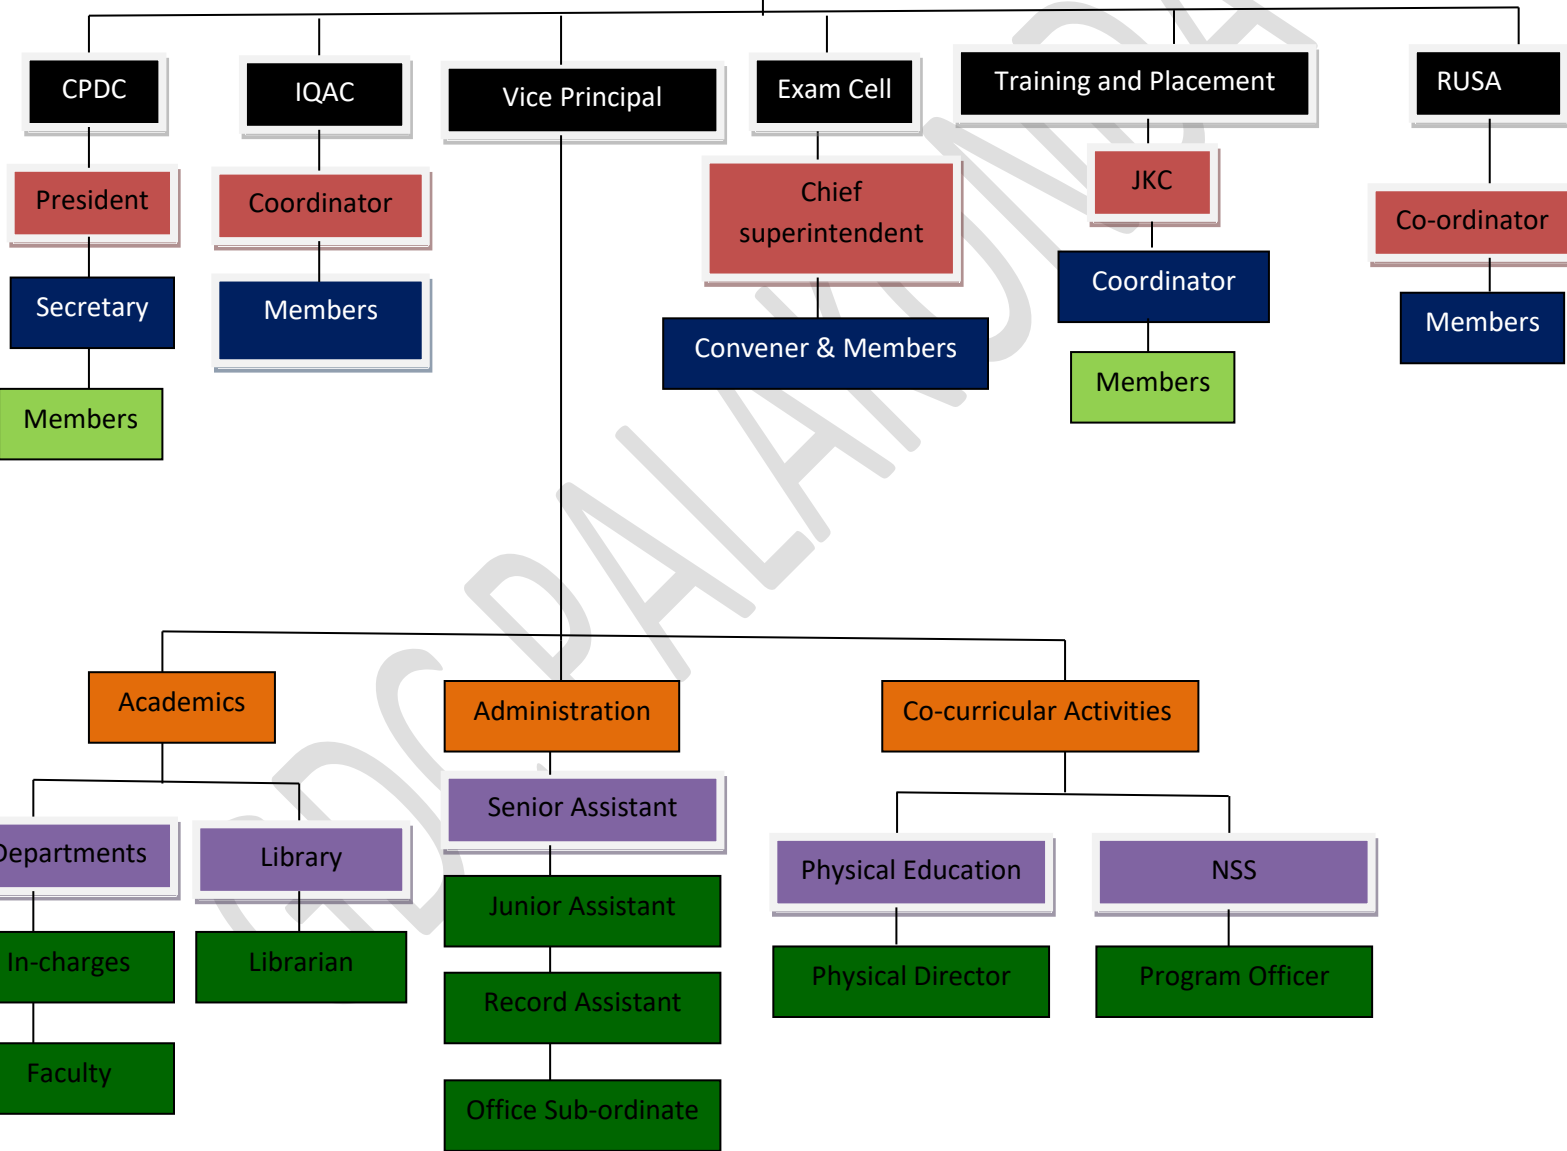 CPDC
IQAC
Vice Principal
Exam Cell
Training and Placement
RUSA
President
Coordinator
Chief
superintendent
JKC
Co-ordinator
Secretary
Members
Convener & Members
Coordinator
Members
Members
Members
GDC PALAKONDA
Academics
Administration
Co-curricular Activities
Departments
Library
Senior Assistant
Physical Education
NSS
In-charges
Librarian
Junior Assistant
Physical Director
Program Officer
Record Assistant
Faculty
Office Sub-ordinate